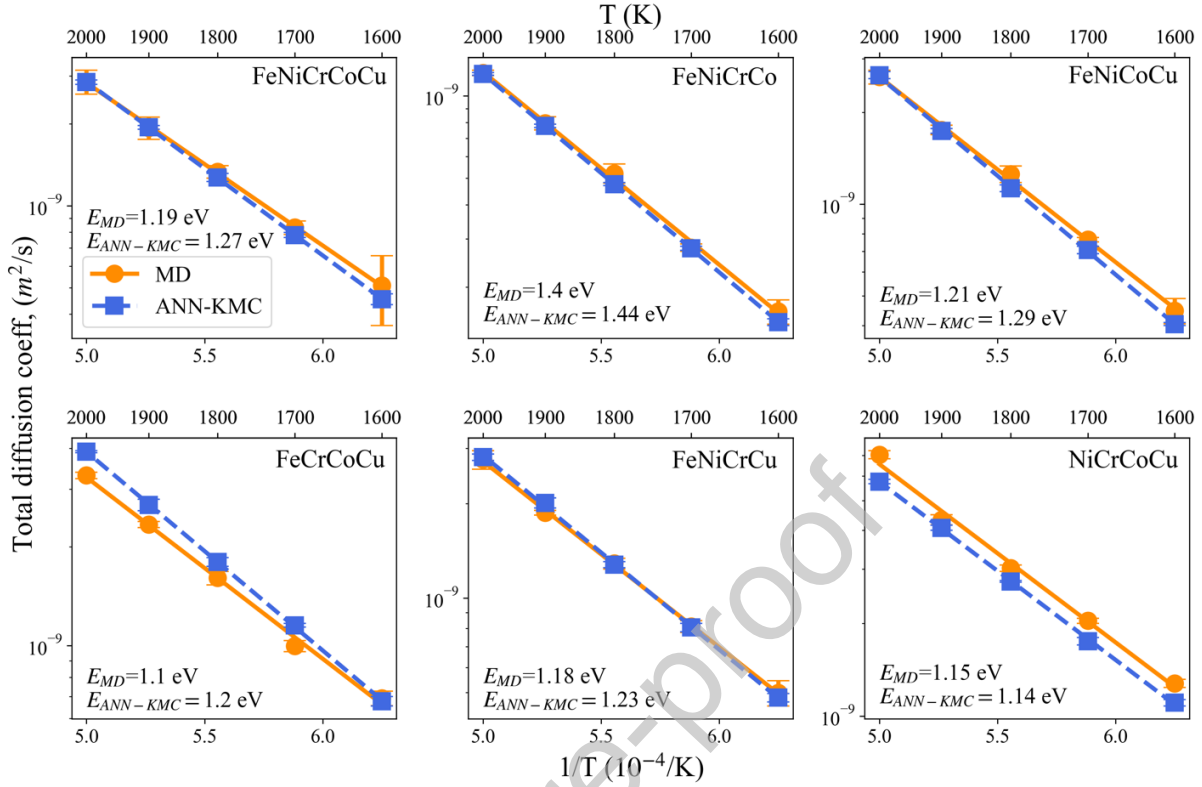 T (K)
2000 1900 1800 1700 1600
2000 1900 1800 1700 1600
2000 1900 1800 1700 1600
FeNiCrCoCu
FeNiCrCo
FeNiCoCu
10⁻⁹
10⁻⁹
10⁻⁹
E_MD=1.19 eV
E_ANN−KMC=1.27 eV
MD
ANN-KMC
E_MD=1.4 eV
E_ANN−KMC=1.44 eV
E_MD=1.21 eV
E_ANN−KMC=1.29 eV
5.0 5.5 6.0
5.0 5.5 6.0
5.0 5.5 6.0
Total diffusion coeff, (m²/s)
2000 1900 1800 1700 1600
2000 1900 1800 1700 1600
2000 1900 1800 1700 1600
FeCrCoCu
FeNiCrCu
NiCrCoCu
10⁻⁹
10⁻⁹
10⁻⁹
E_MD=1.1 eV
E_ANN−KMC=1.2 eV
E_MD=1.18 eV
E_ANN−KMC=1.23 eV
E_MD=1.15 eV
E_ANN−KMC=1.14 eV
5.0 5.5 6.0
5.0 5.5 6.0
5.0 5.5 6.0
1/T (10⁻⁴/K)
re-proof